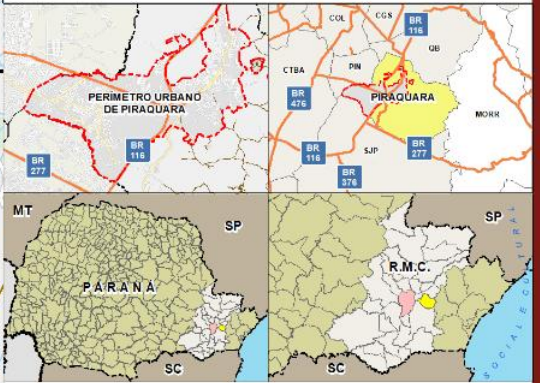 PERÍMETRO URBANO
DE PIRAQUARA
BR
277
BR
116
COL
CGS
BR
116
QB
CTBA
PIN
BR
476
PIRAQUARA
MORR
BR
116
SJP
BR
277
BR
376
MT
SP
PARANÁ
SC
SP
R.M.C.
SC
SOCIAL E CULTURAL